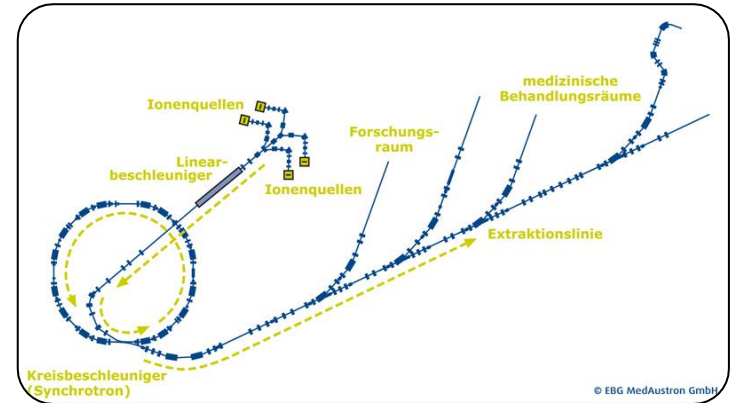 Ionenquellen
medizinische
Behandlungsräume
Forschungs-
raum
Linear-
beschleuniger
Ionenquellen
Extraktionslinie
Kreisbeschleuniger
(Synchrotron)
© EBG MedAustron GmbH